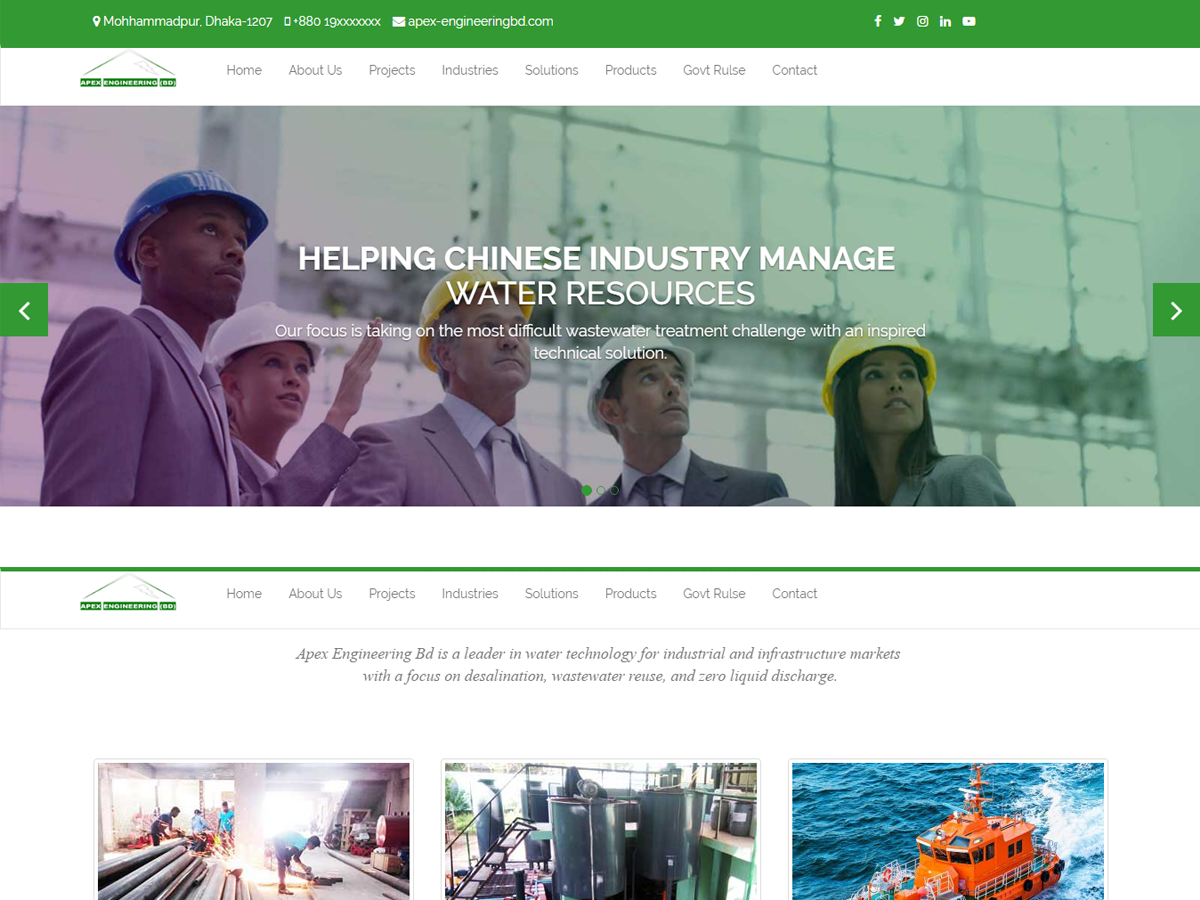 Mohhammadpur, Dhaka-1207 +880 19xxxxxxx apex-engineeringbd.com
APEX ENGINEERING (BD)
Home About Us Projects Industries Solutions Products Govt Rulse Contact
HELPING CHINESE INDUSTRY MANAGE
WATER RESOURCES
Our focus is taking on the most difficult wastewater treatment challenge with an inspired
technical solution.
APEX ENGINEERING (BD)
Home About Us Projects Industries Solutions Products Govt Rulse Contact
Apex Engineering Bd is a leader in water technology for industrial and infrastructure markets
with a focus on desalination, wastewater reuse, and zero liquid discharge.